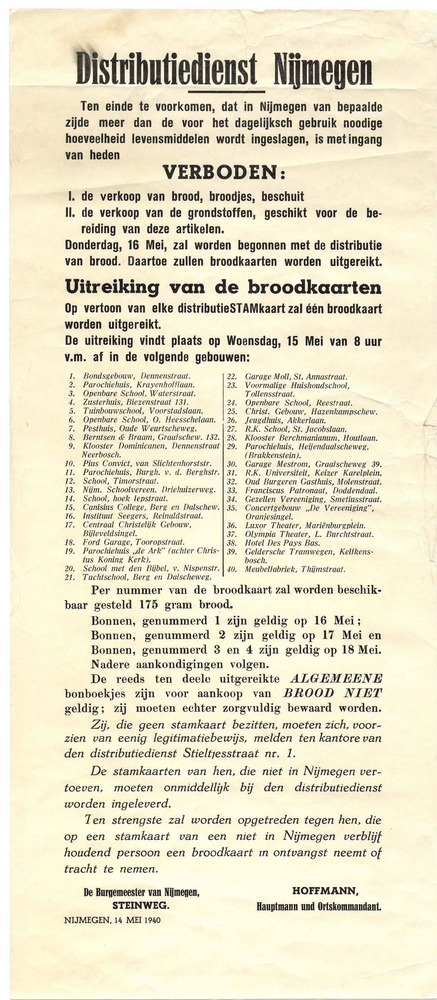 Distributiedienst Nijmegen
Ten einde te voorkomen, dat in Nijmegen van bepaalde
zijde meer dan de voor het dagelijksch gebruik noodige
hoeveelheid levensmiddelen wordt ingeslagen, is met ingang
van heden
VERBODEN:
I. de verkoop van brood, broodjes, beschuit
II. de verkoop van de grondstoffen, geschikt voor de be-
reiding van deze artikelen.
Donderdag, 16 Mei, zal worden begonnen met de distributie
van brood. Daartoe zullen broodkaarten worden uitgereikt.
Uitreiking van de broodkaarten
Op vertoon van elke distributieSTAMkaart zal één broodkaart
worden uitgereikt.
De uitreiking vindt plaats op Woensdag, 15 Mei van 8 uur
v.m. af in de volgende gebouwen:
1. Bondsgebouw, Dennenstraat.
2. Parochiehuis, Krayenhofflaan.
3. Openbare School, Waterstraat.
4. Zusterhuis, Biezenstraat 131.
5. Tuinbouwschool, Voorstadslaan.
6. Openbare School, O. Heesschelaan.
7. Pesthuis, Oude Weurtscheweg.
8. Berntsen & Braam, Graafschew. 132.
9. Klooster Dominicanen, Dennenstraat
Neerbosch.
10. Pius Convict, van Slichtenhorststr.
11. Parochiehuis, Burgh. v. d. Berghstr.
12. School, Timorstraat.
13. Nijm. Schoolvereen. Driehuizerweg.
14. School, hoek Iepstraat.
15. Canisius College, Berg en Dalschew.
16. Instituut Seegers, Reinaldstraat.
17. Centraal Christelijk Gebouw,
Bijleveldsingel.
18. Ford Garage, Tooropstraat.
19. Parochiehuis „de Ark” (achter Chris-
tus Koning Kerk).
20. School met den Bijbel, v. Nispenstr.
21. Tuchtschool, Berg en Dalscheweg.
22. Garage Moll, St. Annastraat.
23. Voormalige Huishoudschool,
Tollensstraat.
24. Openbare School, Reestraat.
25. Christ. Gebouw, Hazenkampschew.
26. Jeugdhuis, Akkerlaan.
27. R.K. School, St. Jacobslaan.
28. Klooster Berchmanianum, Houtlaan.
29. Parochiehuis, Heijendaalscheweg.
(Brakkenstein).
30. Garage Mestrom, Graafscheweg 39.
31. R.K. Universiteit, Keizer Karelplein.
32. Oud Burgeren Gasthuis, Molenstraat.
33. Franciscus Patronaat, Doddendaal.
34. Gezellen Vereeniging, Smetiusstraat.
35. Concertgebouw „De Vereeniging”,
Oranjesingel.
36. Luxor Theater, Mariënburgplein.
37. Olympia Theater, L. Burchtstraat.
38. Hotel Des Pays Bas.
39. Geldersche Tramwegen, Kelfkens-
bosch.
40. Meubelfabriek, Thijmstraat.
Per nummer van de broodkaart zal worden beschik-
baar gesteld 175 gram brood.
Bonnen, genummerd 1 zijn geldig op 16 Mei;
Bonnen, genummerd 2 zijn geldig op 17 Mei en
Bonnen, genummerd 3 en 4 zijn geldig op 18 Mei.
Nadere aankondigingen volgen.
De reeds ten deele uitgereikte ALGEMEENE
bonboekjes zijn voor aankoop van BROOD NIET
geldig; zij moeten echter zorgvuldig bewaard worden.
Zij, die geen stamkaart bezitten, moeten zich, voor-
zien van eenig legitimatiebewijs, melden ten kantore van
den distributiedienst Stieltjesstraat nr. 1.
De stamkaarten van hen, die niet in Nijmegen ver-
toeven, moeten onmiddellijk bij den distributiedienst
worden ingeleverd.
Ten strengste zal worden opgetreden tegen hen, die
op een stamkaart van een niet in Nijmegen verblijf
houdend persoon een broodkaart in ontvangst neemt of
tracht te nemen.
De Burgemeester van Nijmegen,
STEINWEG.
HOFFMANN,
Hauptmann und Ortskommandant.
NIJMEGEN, 14 MEI 1940